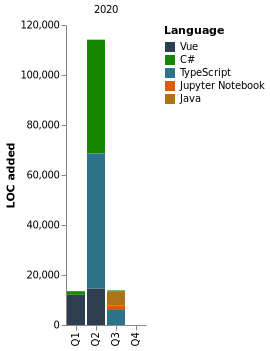 2020
Language
Vue
C#
TypeScript
Jupyter Notebook
Java
LOC added
120,000
100,000
80,000
60,000
40,000
20,000
0
Q1
Q2
Q3
Q4